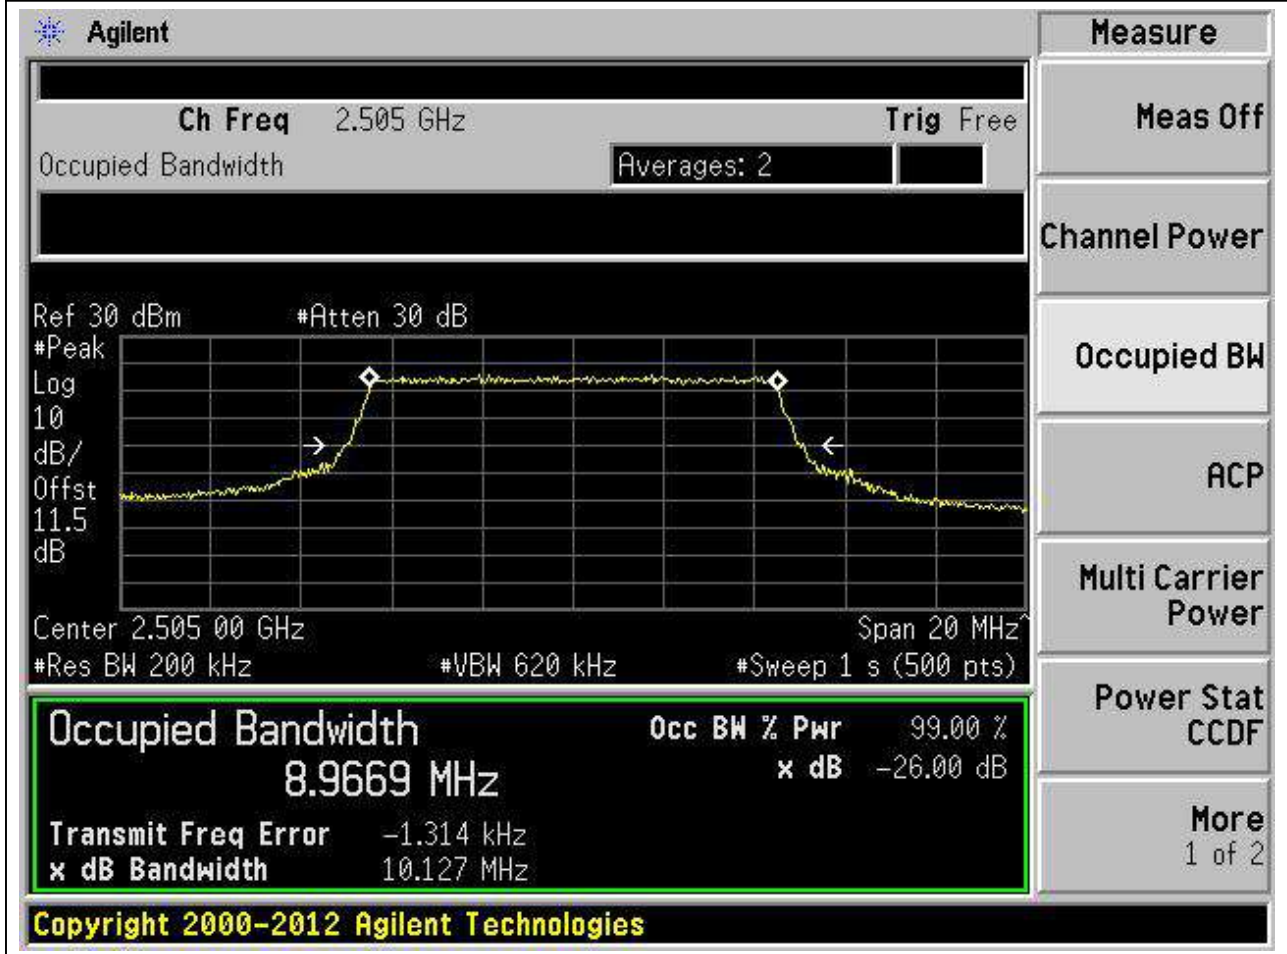 Agilent
Measure
Ch Freq 2.505 GHz Trig Free
Occupied Bandwidth Averages: 2
Meas Off
Channel Power
Occupied BW
ACP
Multi Carrier
Power
Power Stat
CCDF
More
1 of 2
Ref 30 dBm #Atten 30 dB
#Peak
Log
10
dB/
Offst
11.5
dB
Center 2.505 00 GHz Span 20 MHz^
#Res BW 200 kHz #VBW 620 kHz #Sweep 1 s (500 pts)
Occupied Bandwidth Occ BW % Pwr 99.00 %
8.9669 MHz x dB -26.00 dB
Transmit Freq Error -1.314 kHz
x dB Bandwidth 10.127 MHz
Copyright 2000-2012 Agilent Technologies